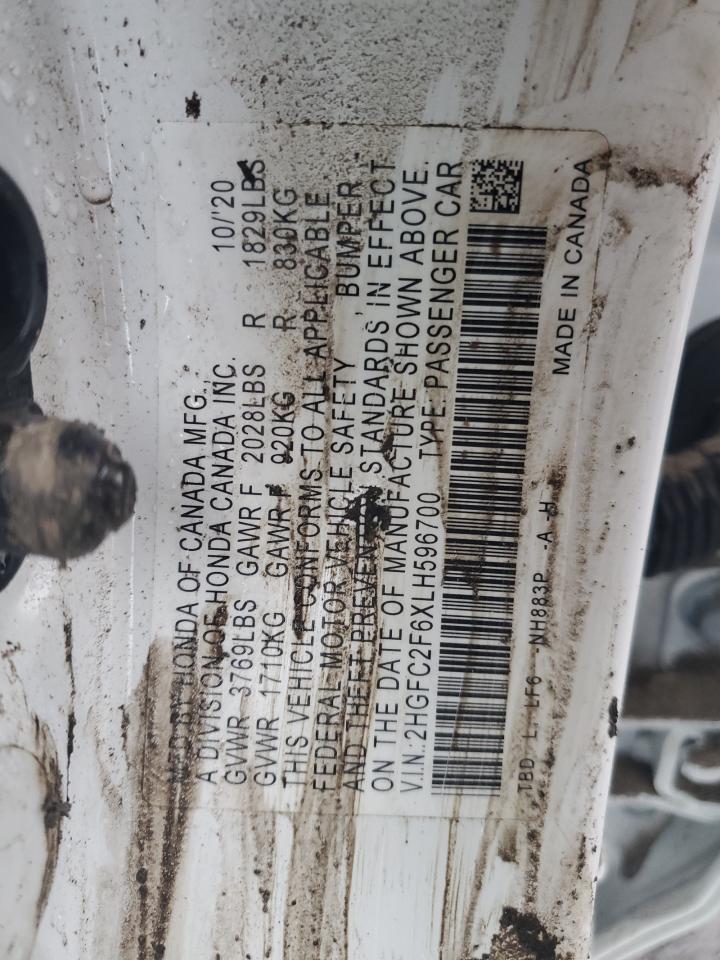 MFD BY HONDA OF CANADA MFG., 10/'20
A DIVISION OF HONDA CANADA INC.
GVWR 3769LBS GAWR F 2028LBS R 1829LBS
GVWR 1710KG GAWR F 920KG R 830KG
THIS VEHICLE CONFORMS TO ALL APPLICABLE
FEDERAL MOTOR VEHICLE SAFETY, BUMPER,
AND THEFT PREVENTION STANDARDS IN EFFECT
ON THE DATE OF MANUFACTURE SHOWN ABOVE.
V.I.N.:2HGFC2F6XLH596700 TYPE:PASSENGER CAR
TBD L. LF6 -NH883P -A H
MADE IN CANADA